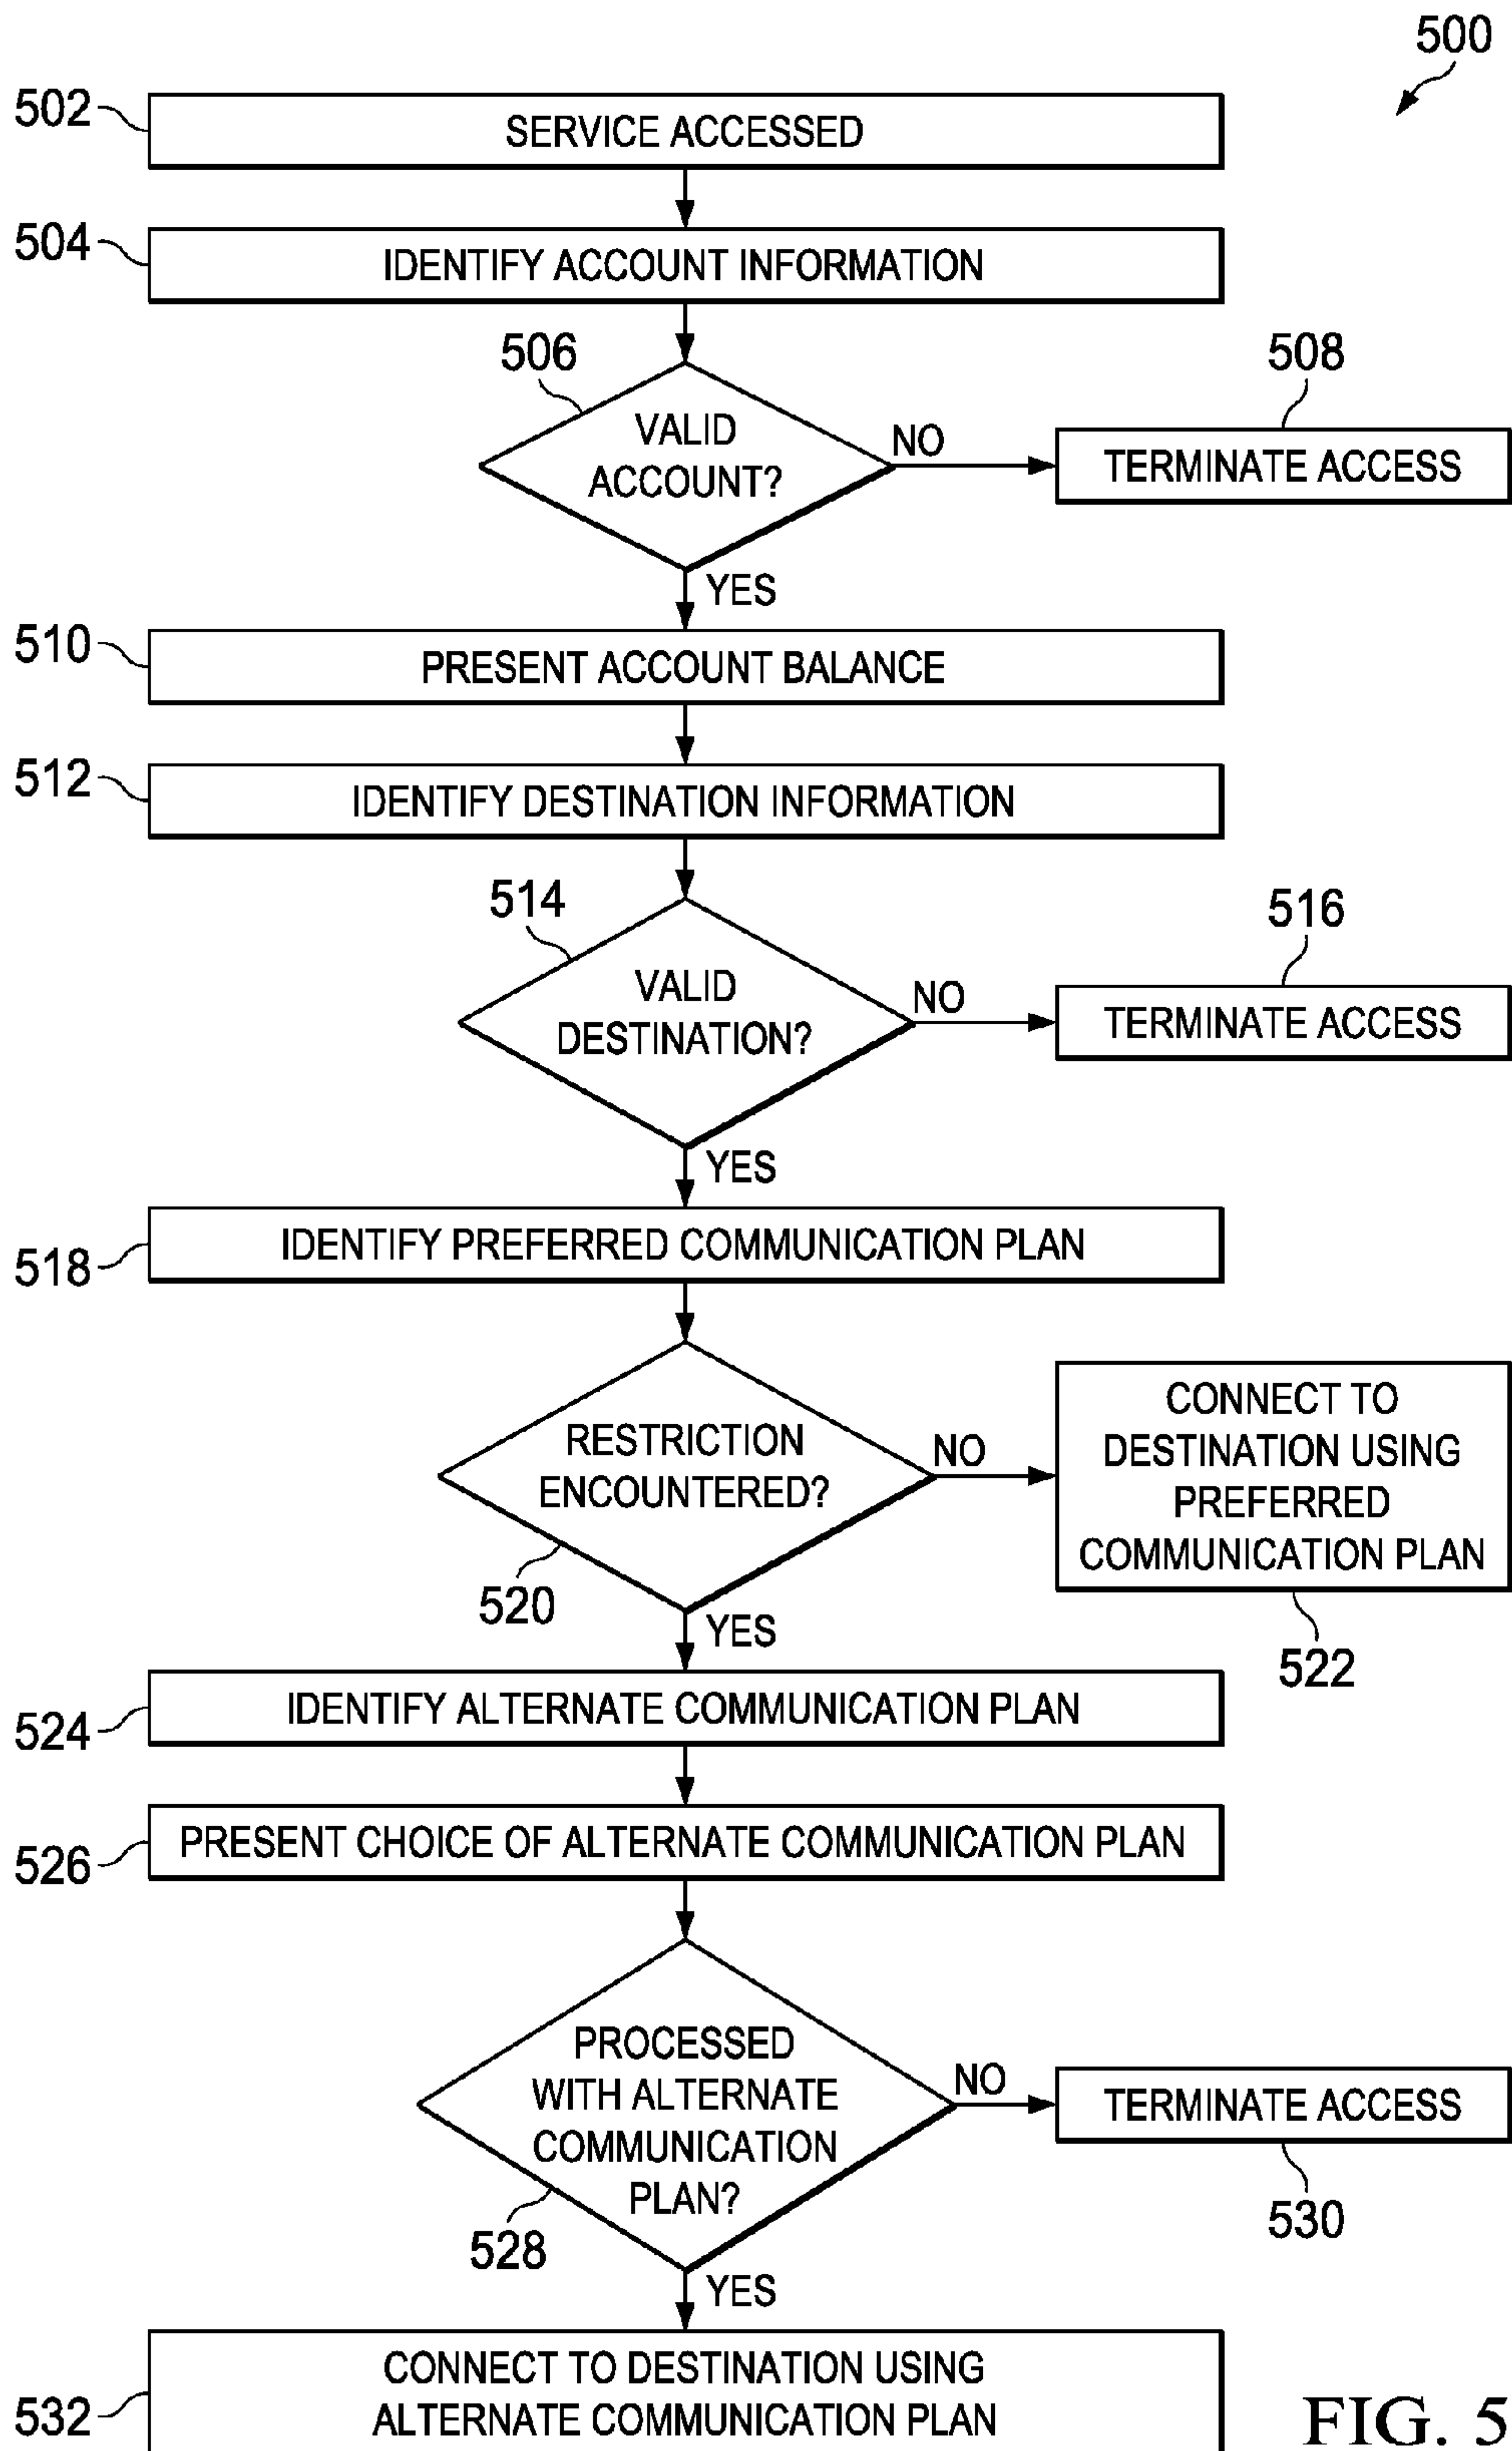 500
502
SERVICE ACCESSED
504
IDENTIFY ACCOUNT INFORMATION
506
VALID
ACCOUNT?
NO
508
TERMINATE ACCESS
YES
510
PRESENT ACCOUNT BALANCE
512
IDENTIFY DESTINATION INFORMATION
514
VALID
DESTINATION?
NO
516
TERMINATE ACCESS
YES
518
IDENTIFY PREFERRED COMMUNICATION PLAN
RESTRICTION
ENCOUNTERED?
520
NO
CONNECT TO
DESTINATION USING
PREFERRED
COMMUNICATION PLAN
522
YES
524
IDENTIFY ALTERNATE COMMUNICATION PLAN
526
PRESENT CHOICE OF ALTERNATE COMMUNICATION PLAN
PROCESSED
WITH ALTERNATE
COMMUNICATION
PLAN?
528
NO
TERMINATE ACCESS
530
YES
532
CONNECT TO DESTINATION USING
ALTERNATE COMMUNICATION PLAN
FIG. 5